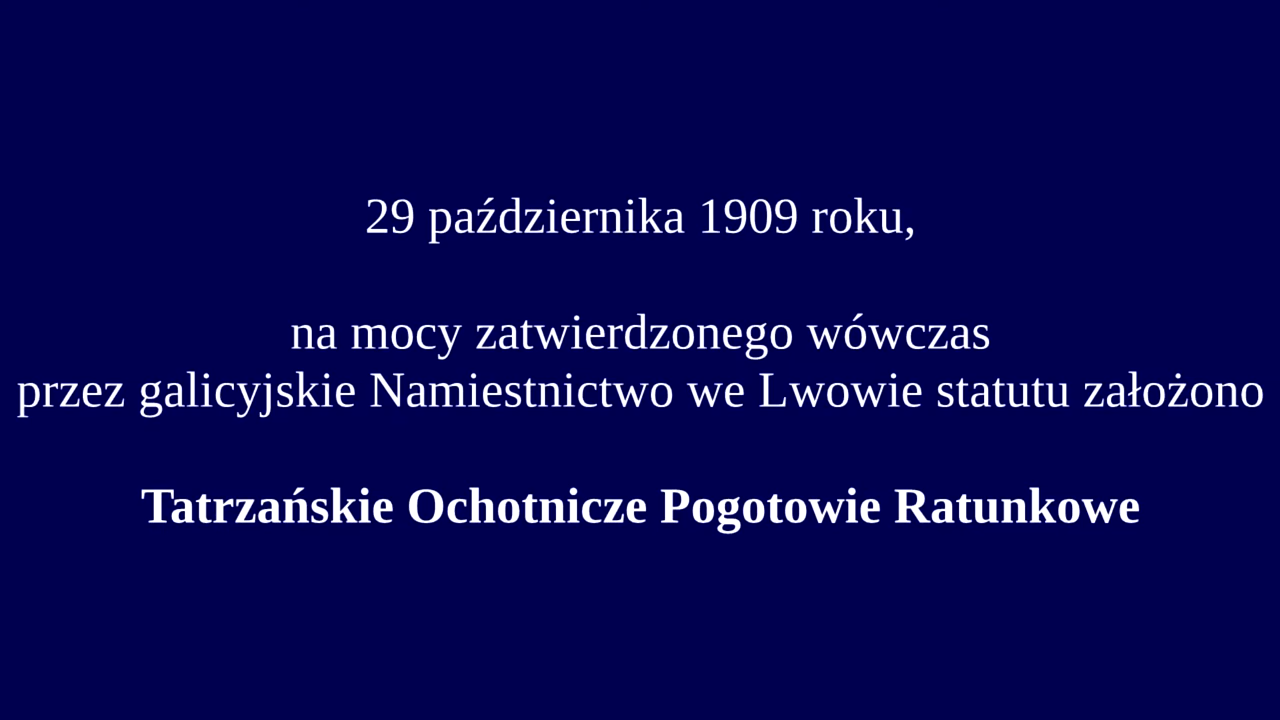 29 października 1909 roku,
na mocy zatwierdzonego wówczas
przez galicyjskie Namiestnictwo we Lwowie statutu założono
Tatrzańskie Ochotnicze Pogotowie Ratunkowe